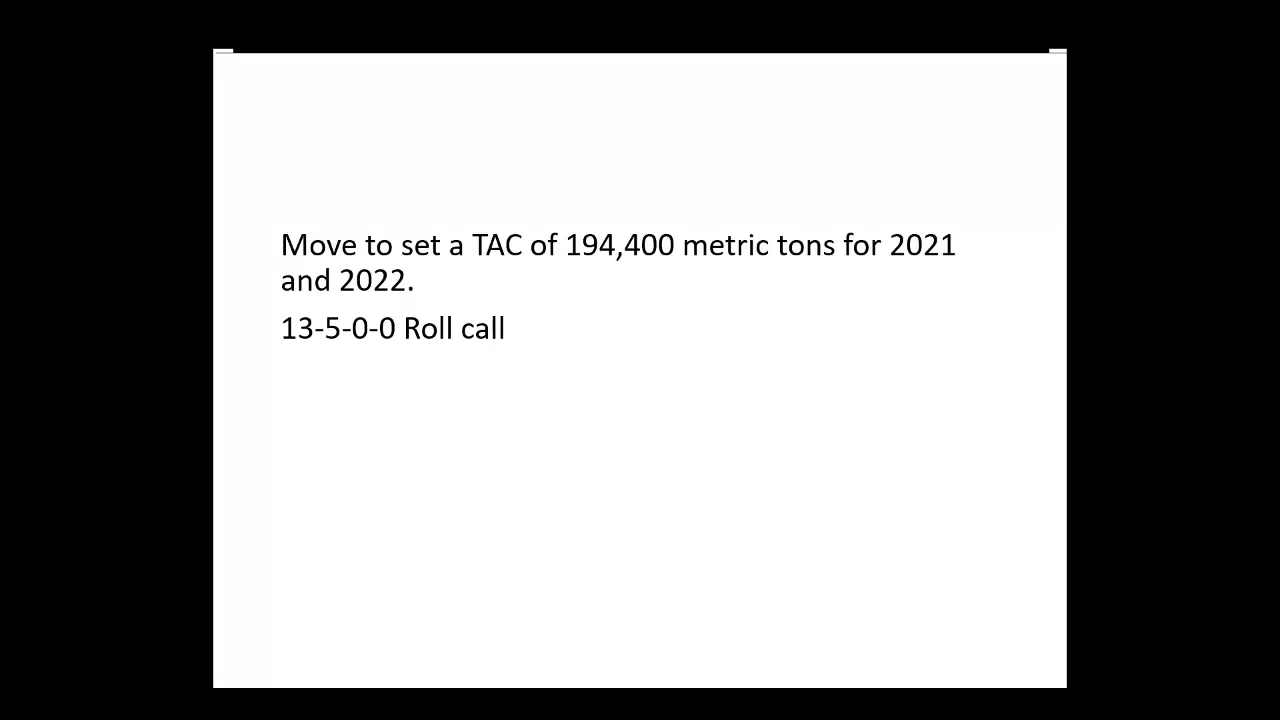 Move to set a TAC of 194,400 metric tons for 2021
and 2022.
13-5-0-0 Roll call